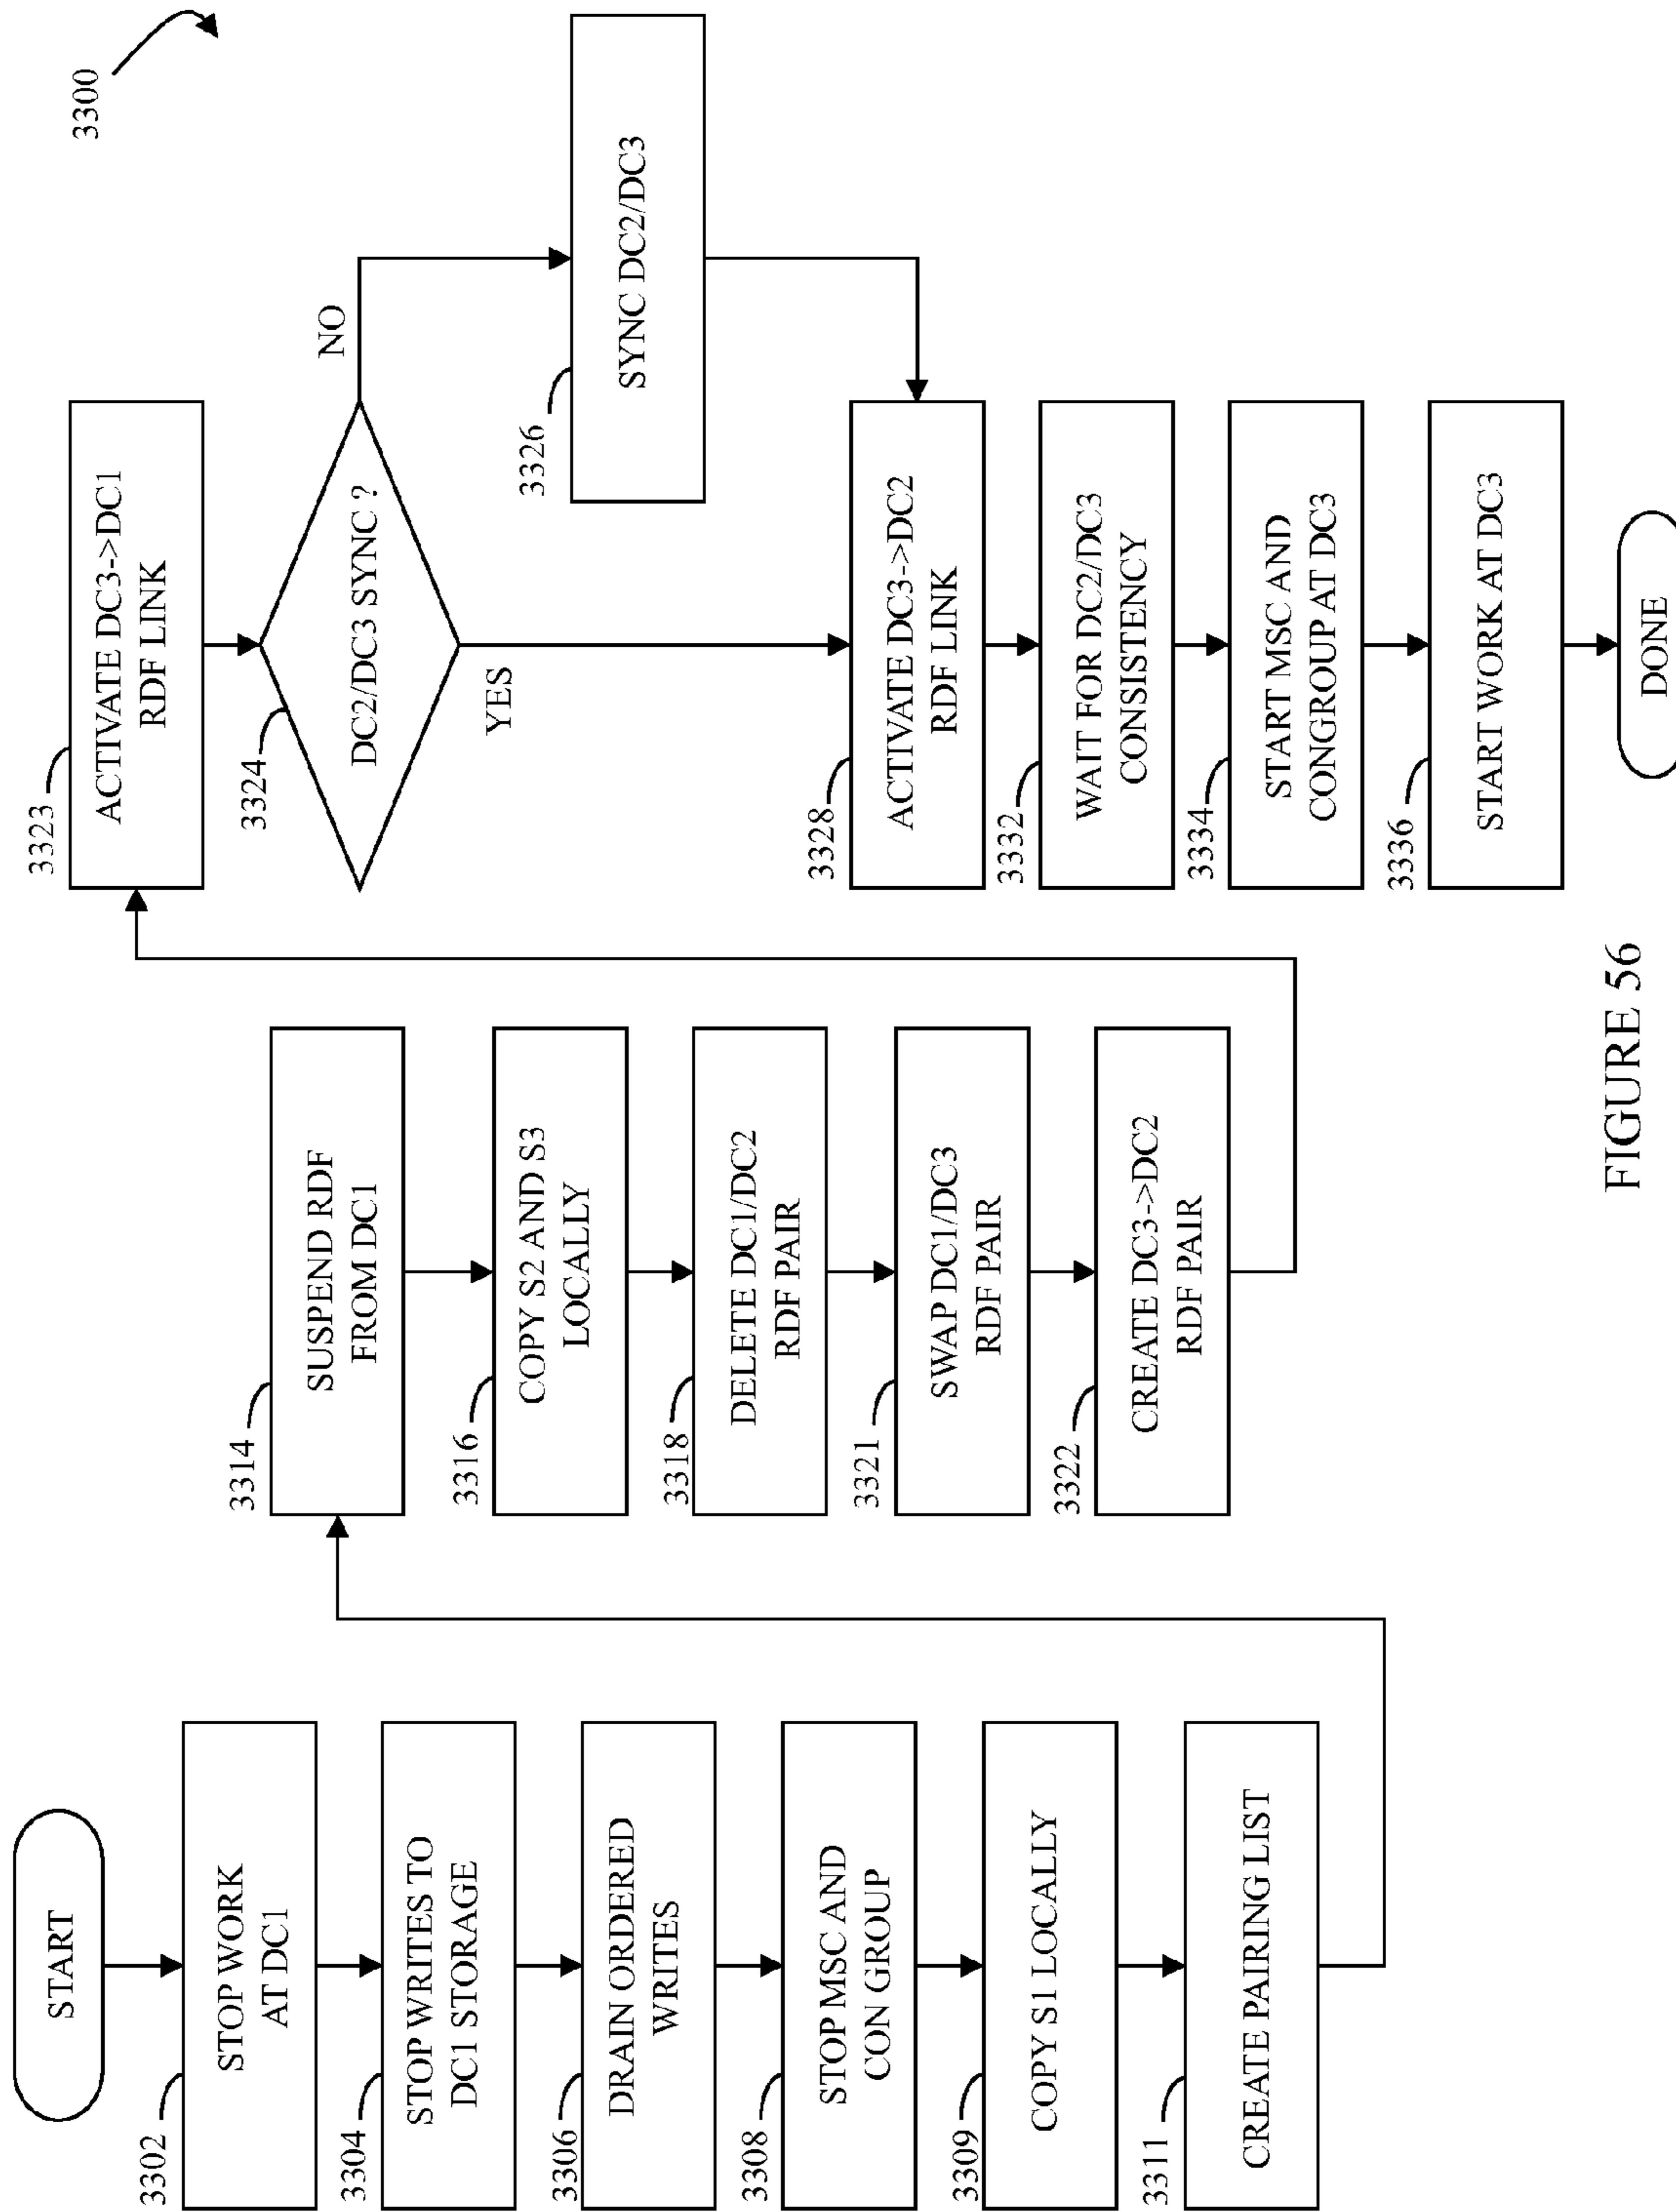 3300
START
3302
STOP WORK
AT DC1
3304
STOP WRITES TO
DC1 STORAGE
3306
DRAIN ORDERED
WRITES
3308
STOP MSC AND
CON GROUP
3309
COPY S1 LOCALLY
3311
CREATE PAIRING LIST
3314
SUSPEND RDF
FROM DC1
3316
COPY S2 AND S3
LOCALLY
3318
DELETE DC1/DC2
RDF PAIR
3321
SWAP DC1/DC3
RDF PAIR
3322
CREATE DC3->DC2
RDF PAIR
3323
ACTIVATE DC3->DC1
RDF LINK
3324
DC2/DC3 SYNC ?
NO
YES
3326
SYNC DC2/DC3
3328
ACTIVATE DC3->DC2
RDF LINK
3332
WAIT FOR DC2/DC3
CONSISTENCY
3334
START MSC AND
CONGROUP AT DC3
3336
START WORK AT DC3
DONE
FIGURE 56